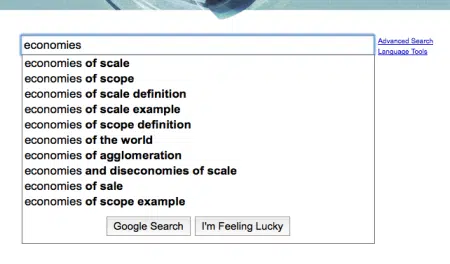 economies
Advanced Search
Language Tools
economies of scale
economies of scope
economies of scale definition
economies of scale example
economies of scope definition
economies of the world
economies of agglomeration
economies and diseconomies of scale
economies of sale
economies of scope example
Google Search
I'm Feeling Lucky